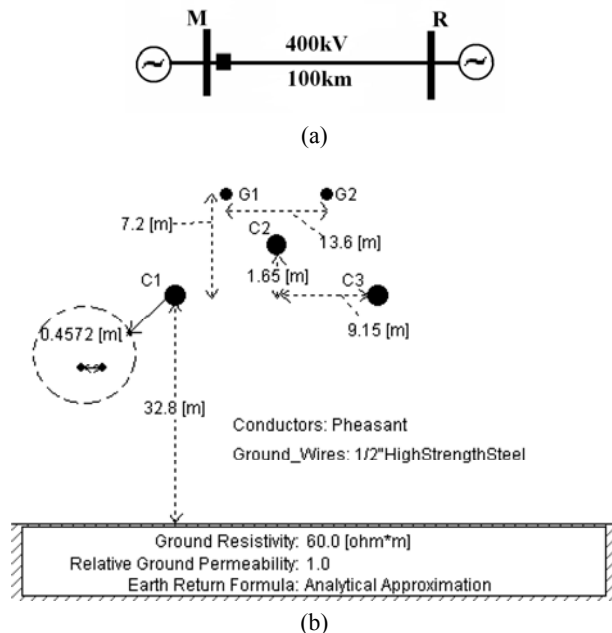 M
R
400kV
100km
(a)
G1
G2
7.2 [m]
C2
13.6 [m]
C1
1.65 [m]
C3
0.4572 [m]
9.15 [m]
32.8 [m]
Conductors: Pheasant
Ground_Wires: 1/2"HighStrengthSteel
Ground Resistivity: 60.0 [ohm*m]
Relative Ground Permeability: 1.0
Earth Return Formula: Analytical Approximation
(b)